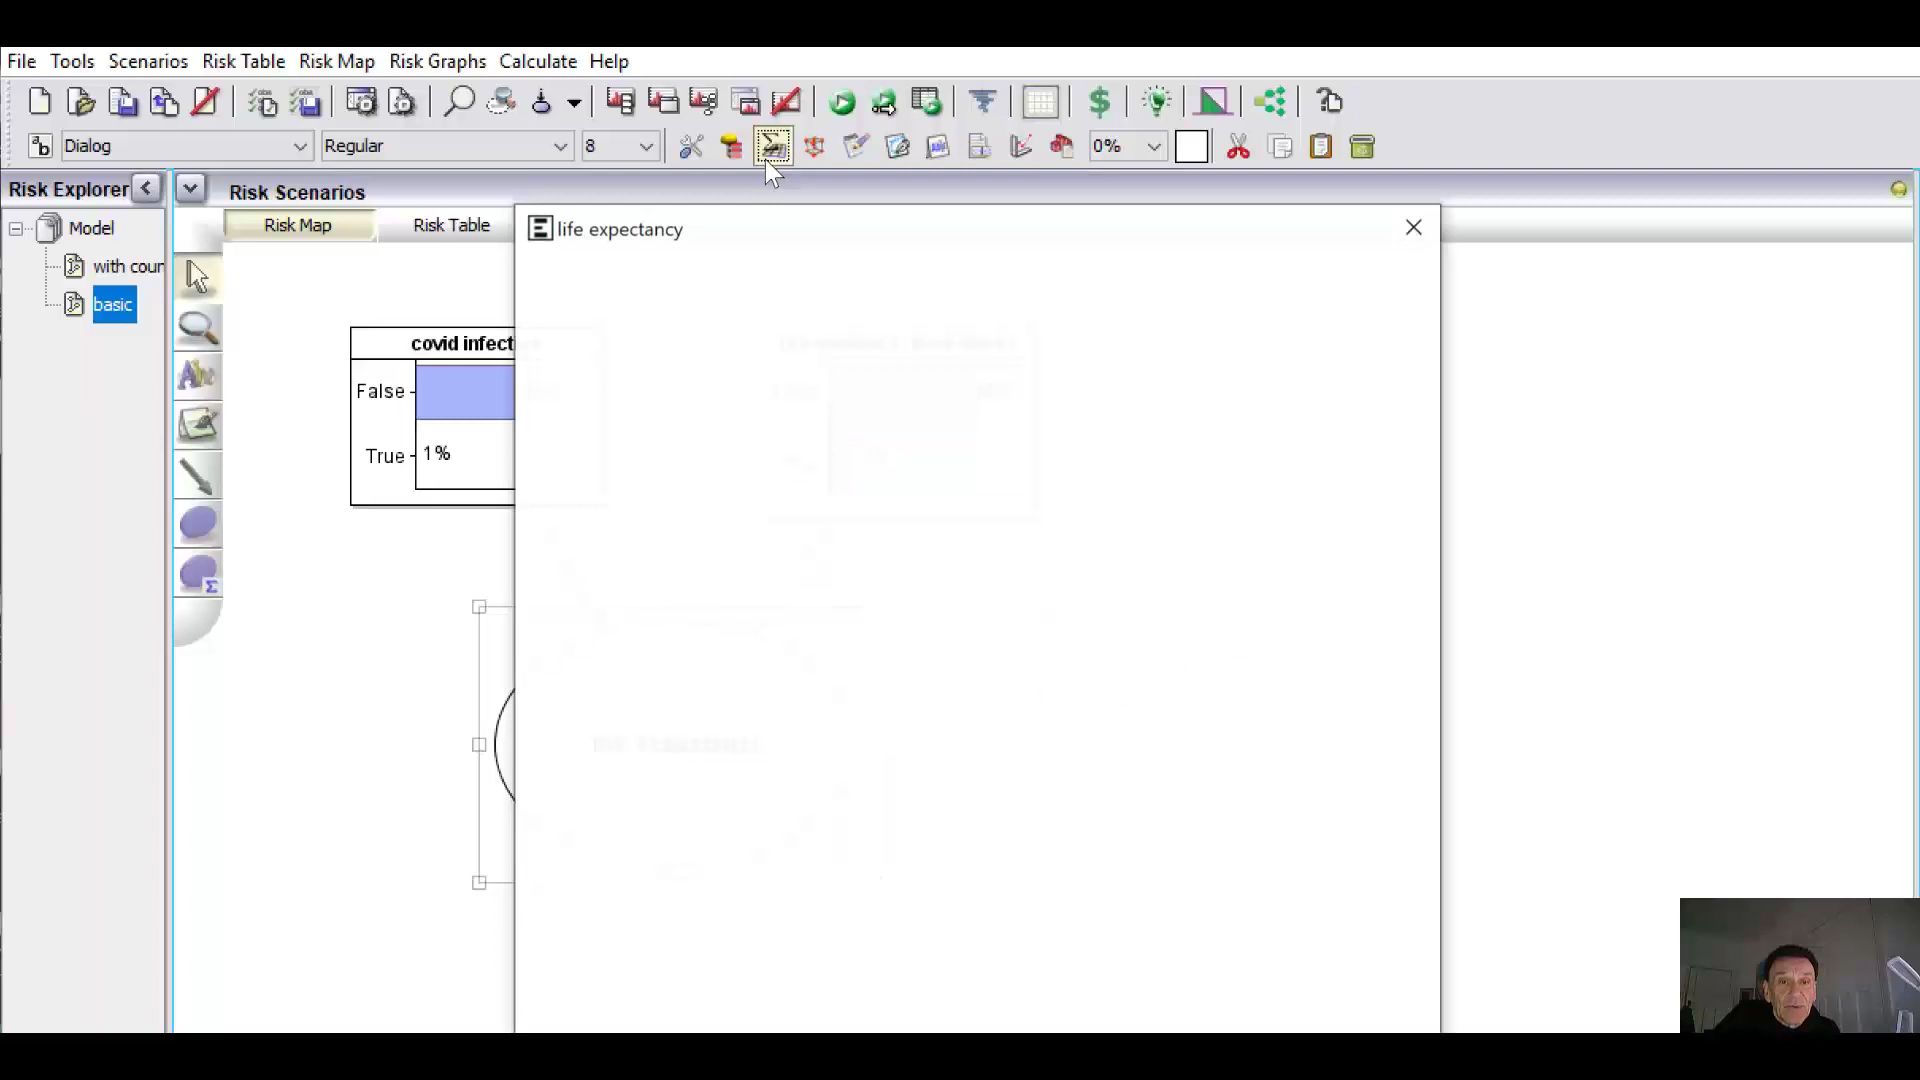 File Tools Scenarios Risk Table Risk Map Risk Graphs Calculate Help
Dialog Regular 8 0%
Risk Explorer Risk Scenarios
Risk Map Risk Table
Model
with cour
basic
life expectancy
covid infect
False
True 1%